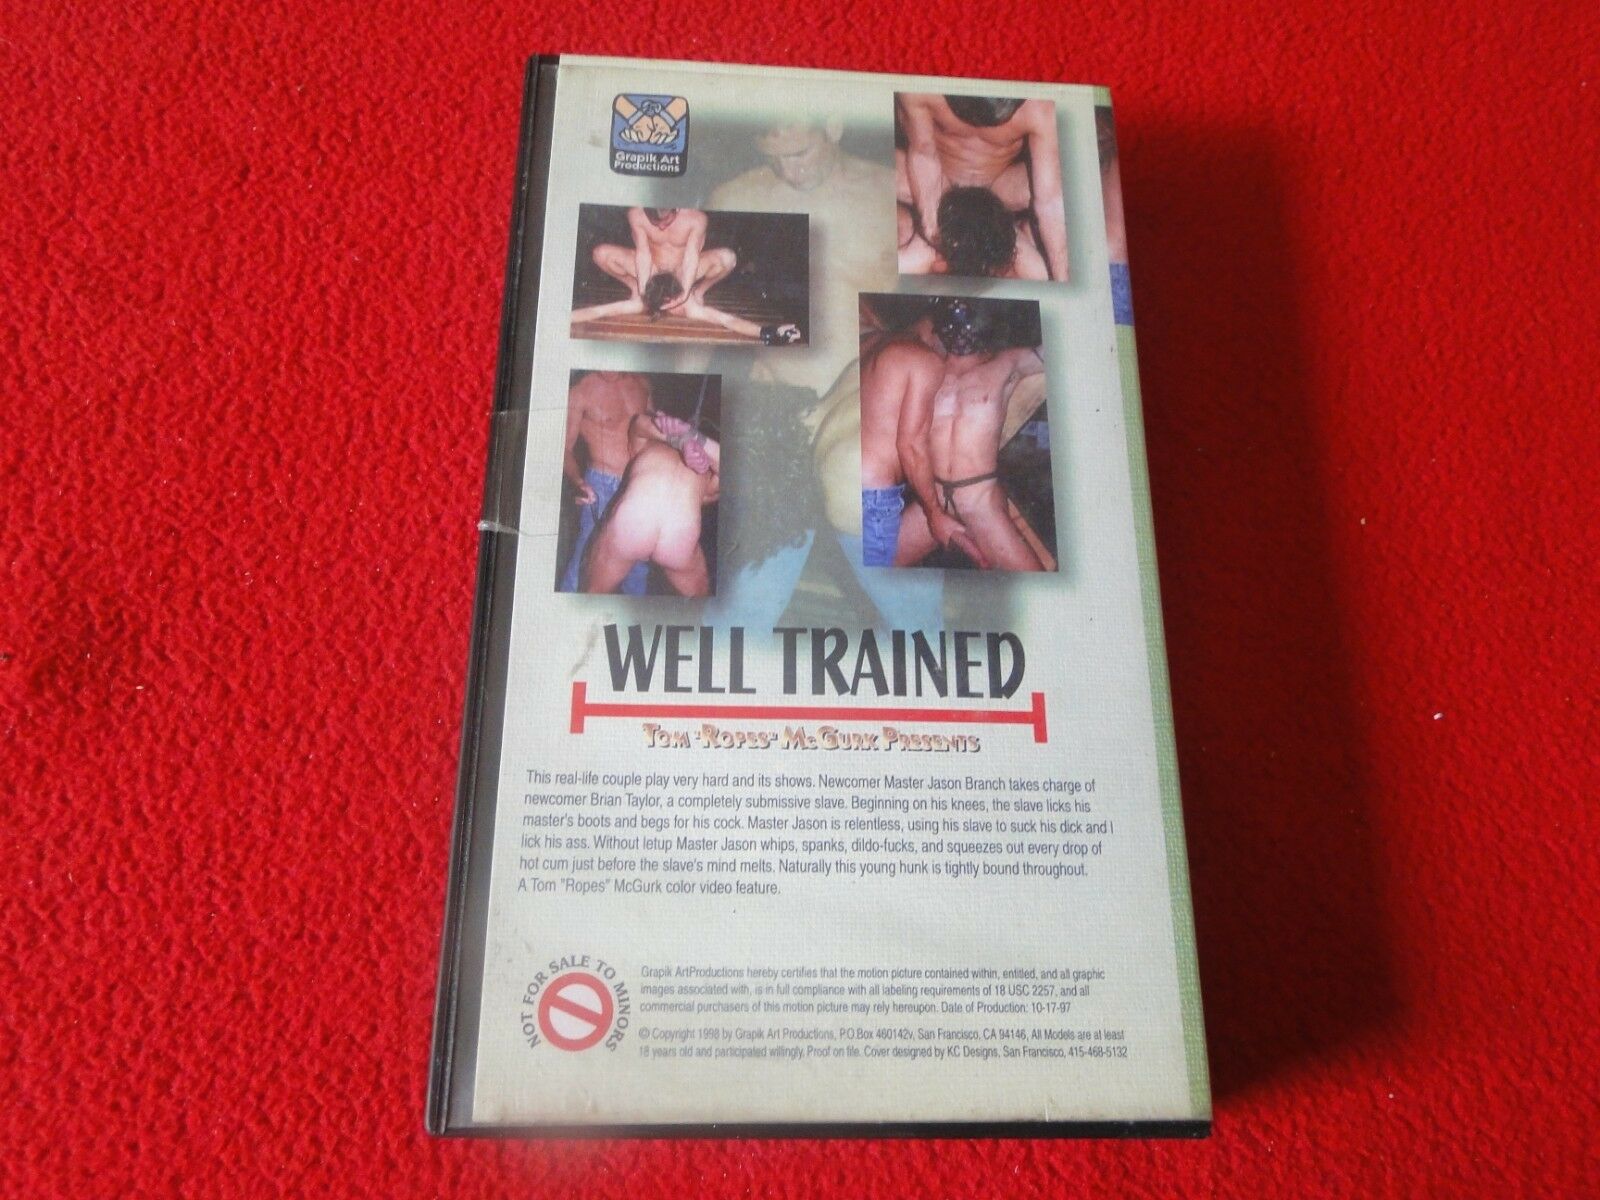 Grapik Art
Productions
WELL TRAINED
TOM "ROPES" MCGURK PRESENTS
This real-life couple play very hard and its shows. Newcomer Master Jason Branch takes charge of
newcomer Brian Taylor, a completely submissive slave. Beginning on his knees, the slave licks his
master's boots and begs for his cock. Master Jason is relentless, using his slave to suck his dick and l
lick his ass. Without letup Master Jason whips, spanks, dildo-fucks, and squeezes out every drop of
hot cum just before the slave's mind melts. Naturally this young hunk is tightly bound throughout.
A Tom "Ropes" McGurk color video feature.
NOT FOR SALE TO MINORS
Grapik ArtProductions hereby certifies that the motion picture contained within, entitled, and all graphic
images associated with, is in full compliance with all labeling requirements of 18 USC 2257, and all
commercial purchasers of this motion picture may rely hereupon. Date of Production: 10-17-97
© Copyright 1998 by Grapik Art Productions, P.O.Box 460142v, San Francisco, CA 94146, All Models are at least
18 years old and participated willingly. Proof on file. Cover designed by KC Designs, San Francisco, 415-468-5132